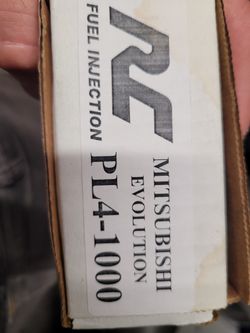 RC
FUEL INJECTION
MITSUBISHI
EVOLUTION
PL4-1000